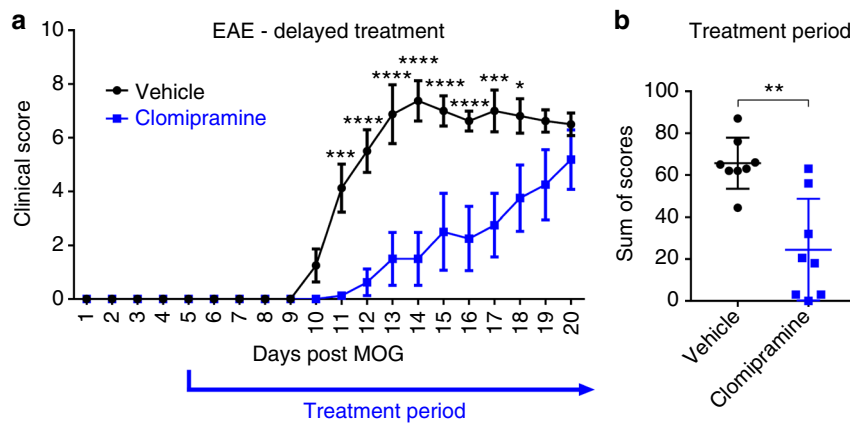 a
EAE - delayed treatment
Clinical score
10
8
6
4
2
0
Vehicle
Clomipramine
***
****
****
****
****
****
***
*
1 2 3 4 5 6 7 8 9 10 11 12 13 14 15 16 17 18 19 20
Days post MOG
Treatment period
b
Treatment period
Sum of scores
100
80
60
40
20
0
**
Vehicle
Clomipramine